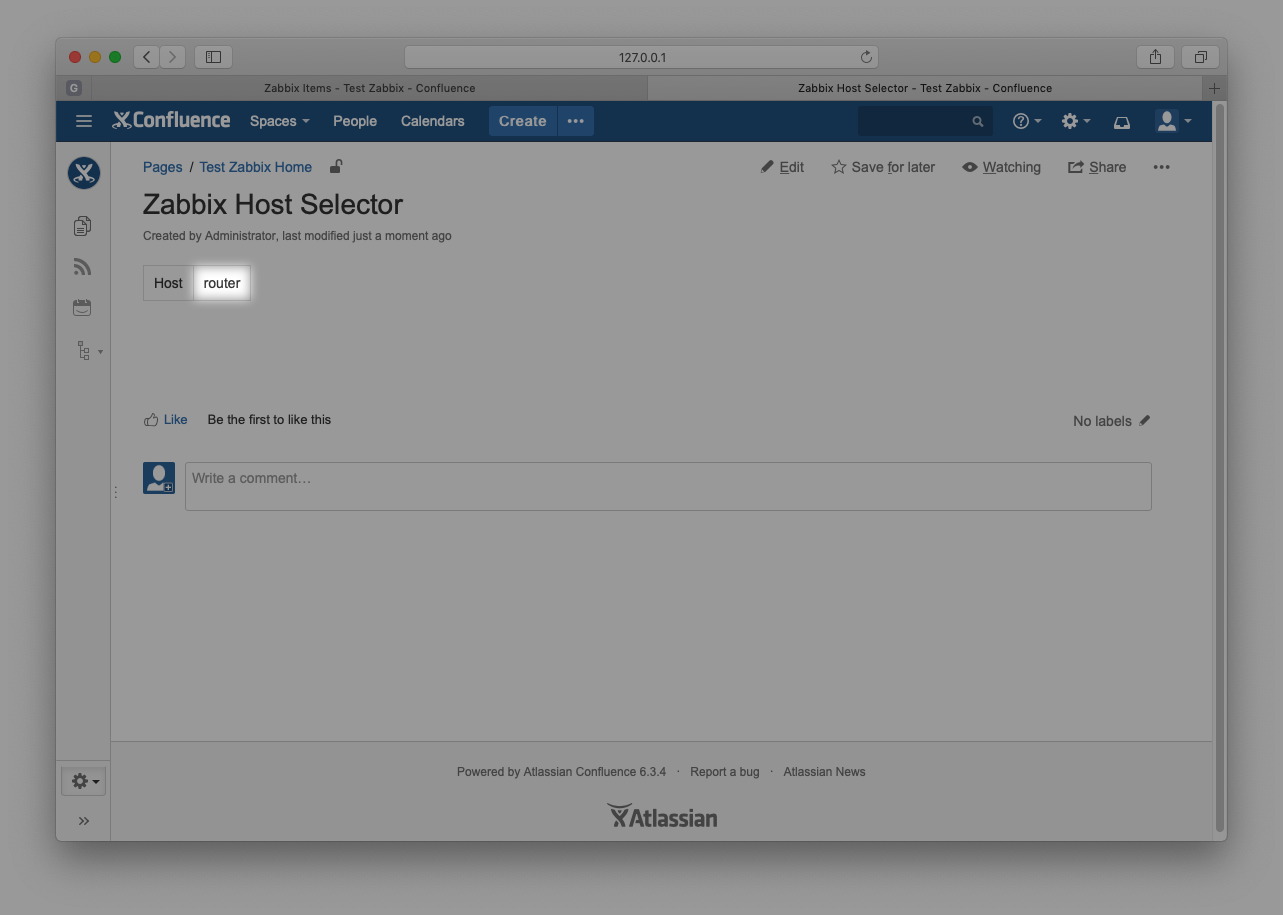 127.0.0.1
G
Zabbix Items - Test Zabbix - Confluence
Zabbix Host Selector - Test Zabbix - Confluence
Confluence Spaces People Calendars Create
Pages / Test Zabbix Home
Edit Save for later Watching Share
Zabbix Host Selector
Created by Administrator, last modified just a moment ago
Host router
Like Be the first to like this
No labels
Write a comment…
Powered by Atlassian Confluence 6.3.4 · Report a bug · Atlassian News
Atlassian